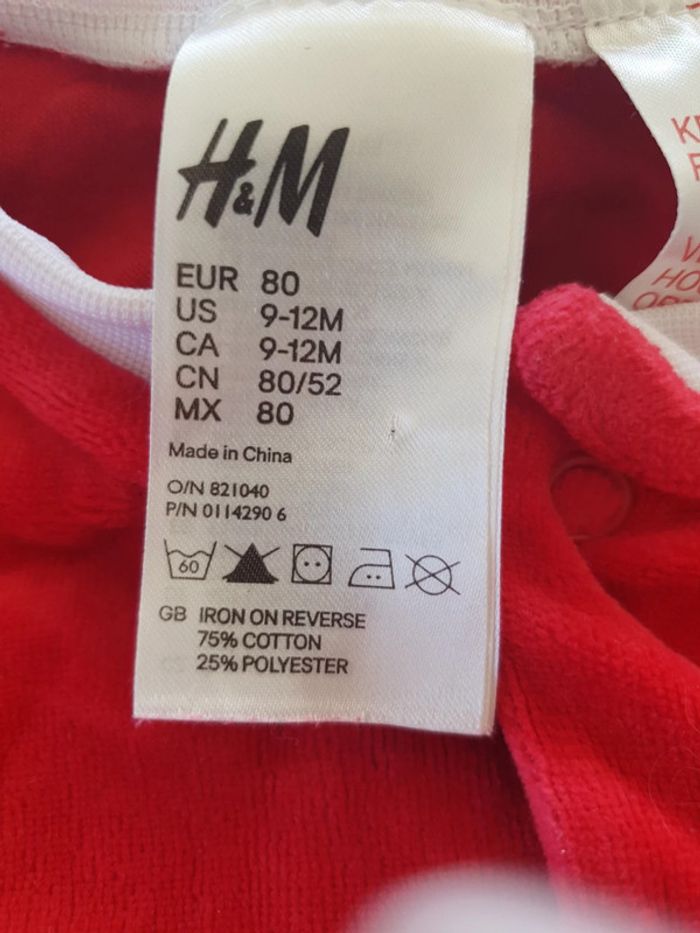 H&M
EUR 80
US 9-12M
CA 9-12M
CN 80/52
MX 80
Made in China
O/N 821040
P/N 0114290 6
60
GB IRON ON REVERSE
75% COTTON
25% POLYESTER